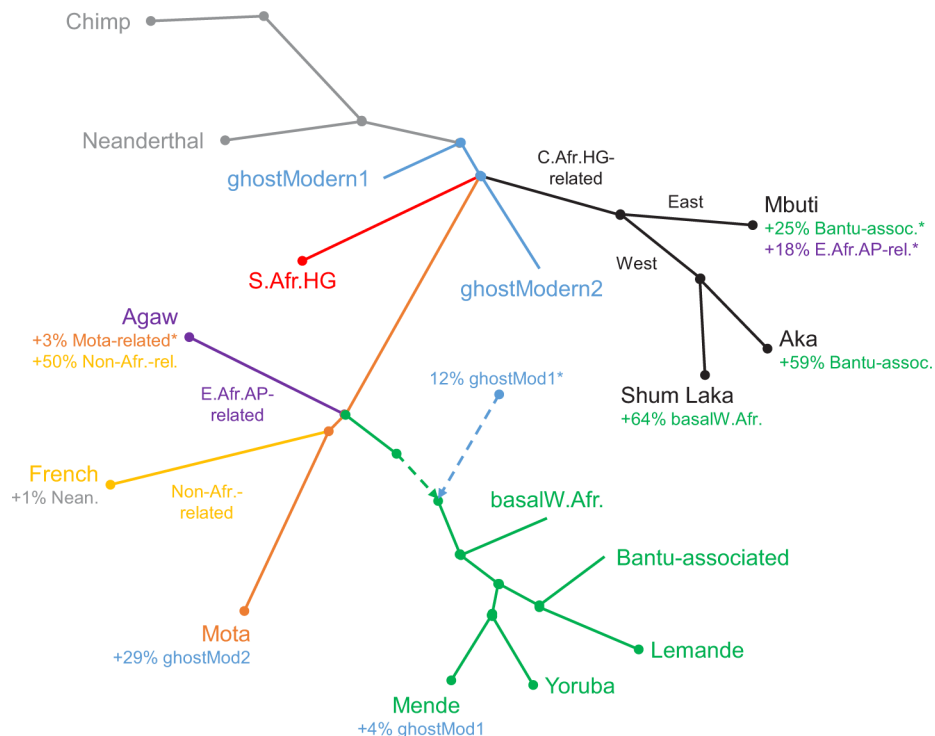 Chimp
Neanderthal
ghostModern1
C.Afr.HG-
related
East
Mbuti
+25% Bantu-assoc.*
+18% E.Afr.AP-rel.*
West
S.Afr.HG
ghostModern2
Agaw
+3% Mota-related*
+50% Non-Afr.-rel.
E.Afr.AP-
related
12% ghostMod1*
Aka
+59% Bantu-assoc.
Shum Laka
+64% basalW.Afr.
French
+1% Nean.
Non-Afr.-
related
basalW.Afr.
Bantu-associated
Mota
+29% ghostMod2
Lemande
Yoruba
Mende
+4% ghostMod1